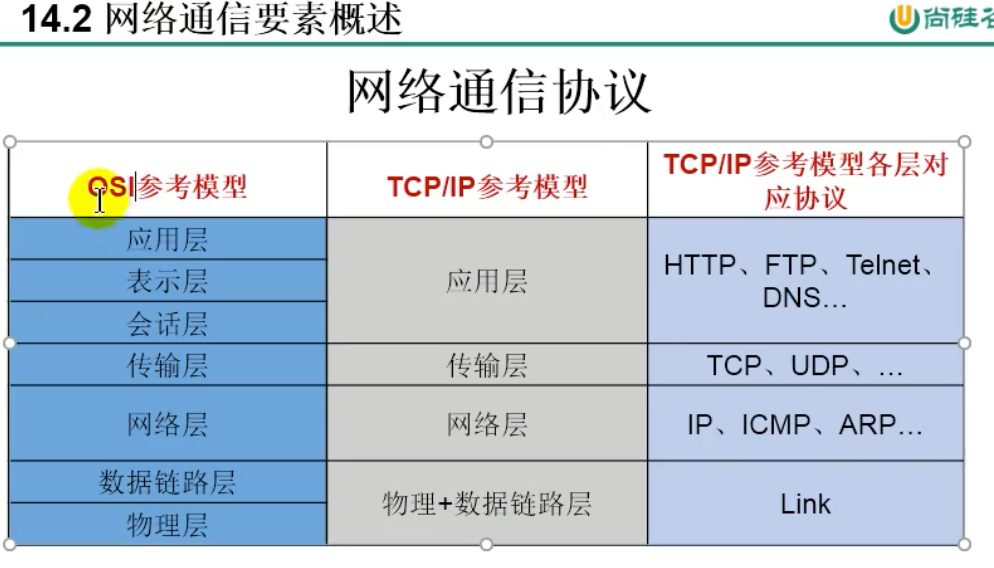 14.2 网络通信要素概述
尚硅谷
网络通信协议
OSI参考模型
TCP/IP参考模型
TCP/IP参考模型各层对
应协议
应用层
表示层
会话层
应用层
HTTP、FTP、Telnet、
DNS…
传输层
传输层
TCP、UDP、…
网络层
网络层
IP、ICMP、ARP…
数据链路层
物理层
物理+数据链路层
Link